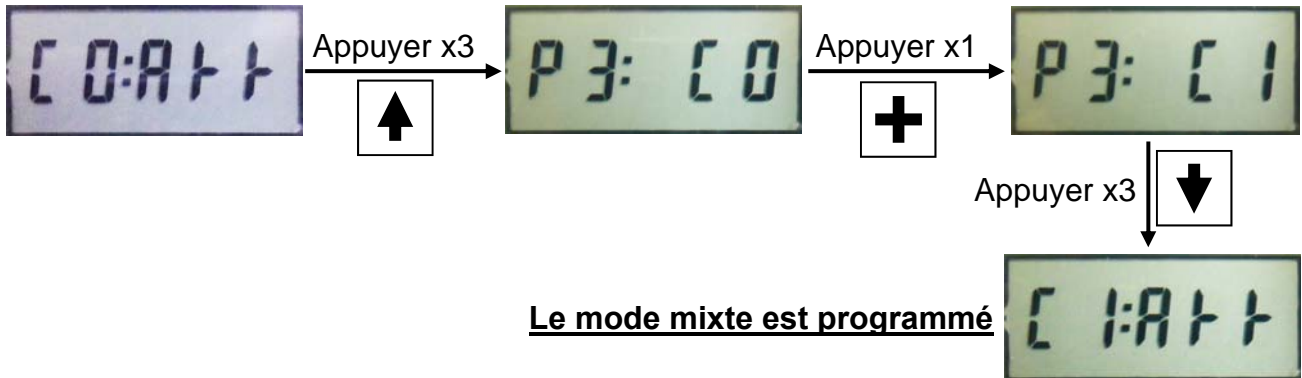 C0:Att
Appuyer x3
P3: C0
Appuyer x1
P3: C1
Appuyer x3
Le mode mixte est programmé
C1:Att